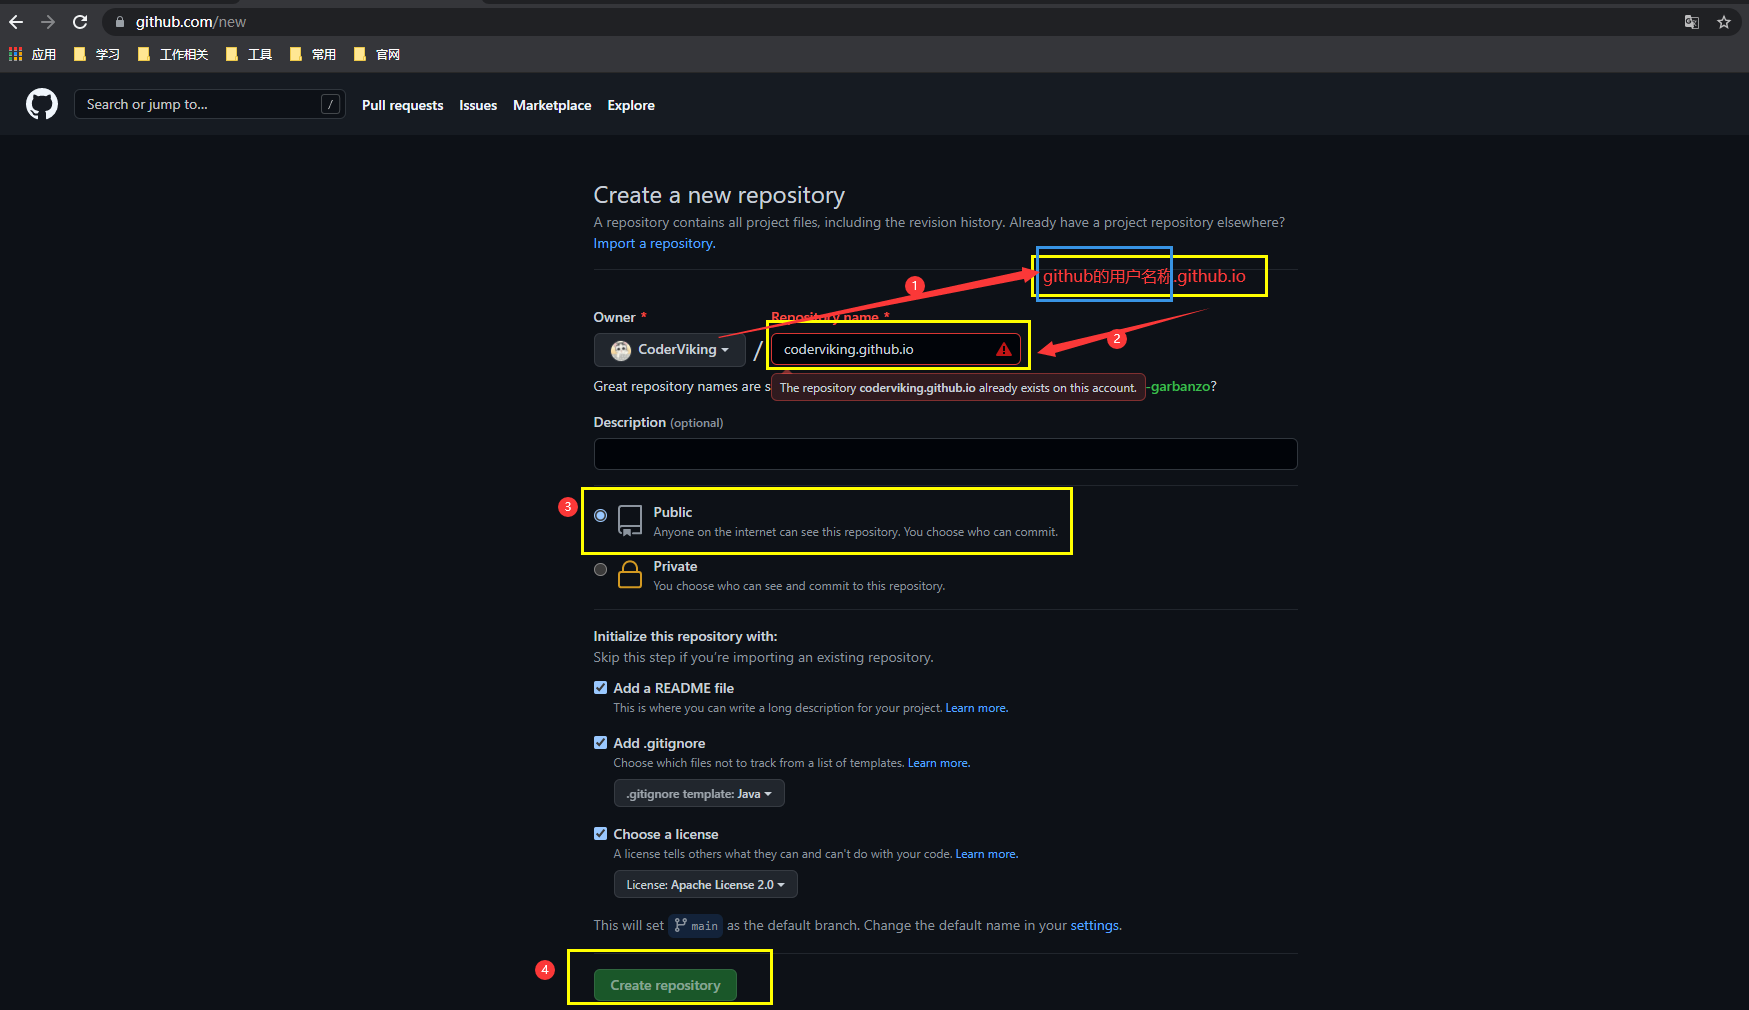 github.com/new
应用 学习 工作相关 工具 常用 官网
Search or jump to... / Pull requests Issues Marketplace Explore
Create a new repository
A repository contains all project files, including the revision history. Already have a project repository elsewhere?
Import a repository.
github的用户名称.github.io
1
Owner * Repository name *
2
CoderViking / coderviking.github.io
Great repository names are s
The repository coderviking.github.io already exists on this account.
-garbanzo?
Description (optional)
3
Public
Anyone on the internet can see this repository. You choose who can commit.
Private
You choose who can see and commit to this repository.
Initialize this repository with:
Skip this step if you're importing an existing repository.
Add a README file
This is where you can write a long description for your project. Learn more.
Add .gitignore
Choose which files not to track from a list of templates. Learn more.
.gitignore template: Java
Choose a license
A license tells others what they can and can't do with your code. Learn more.
License: Apache License 2.0
This will set main as the default branch. Change the default name in your settings.
4
Create repository